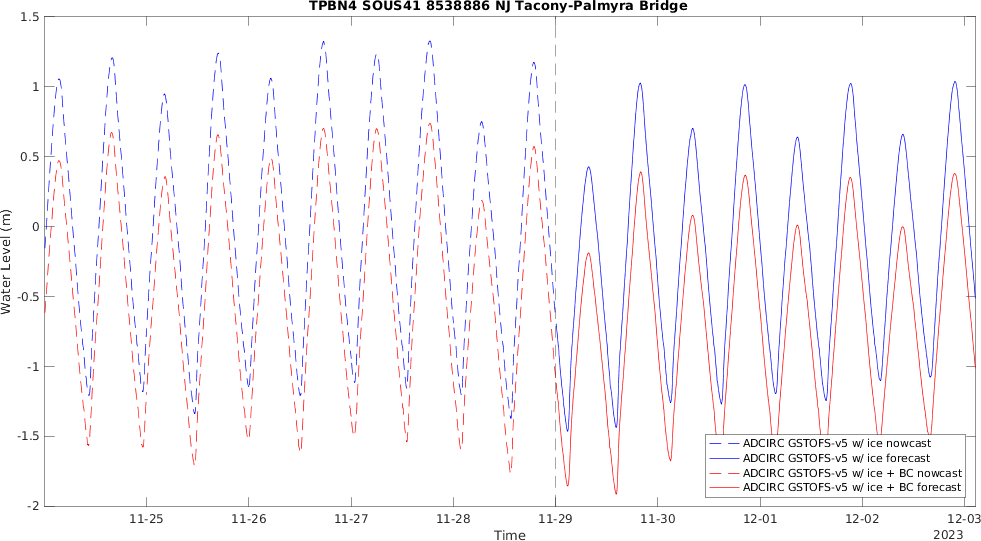 TPBN4 SOUS41 8538886 NJ Tacony-Palmyra Bridge
1.5
1
0.5
0
-0.5
-1
-1.5
-2
Water Level (m)
11-25
11-26
11-27
11-28
11-29
11-30
12-01
12-02
12-03
2023
Time
ADCIRC GSTOFS-v5 w/ ice nowcast
ADCIRC GSTOFS-v5 w/ ice forecast
ADCIRC GSTOFS-v5 w/ ice + BC nowcast
ADCIRC GSTOFS-v5 w/ ice + BC forecast